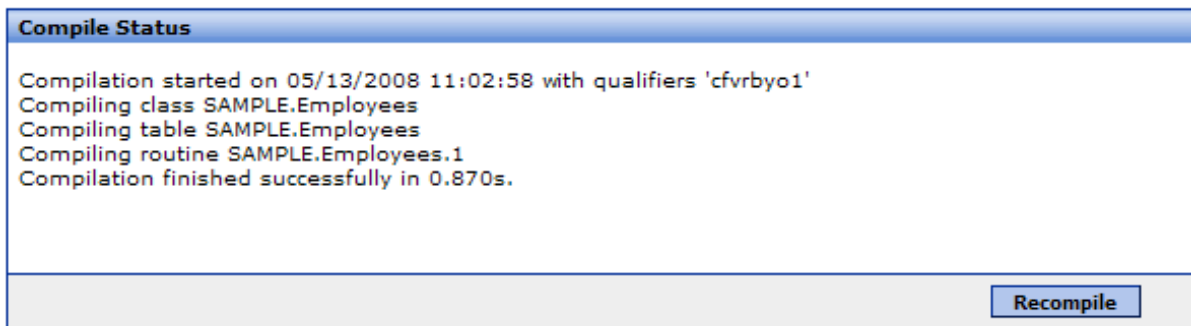 Compile Status
Compilation started on 05/13/2008 11:02:58 with qualifiers 'cfvrbyo1'
Compiling class SAMPLE.Employees
Compiling table SAMPLE.Employees
Compiling routine SAMPLE.Employees.1
Compilation finished successfully in 0.870s.
Recompile